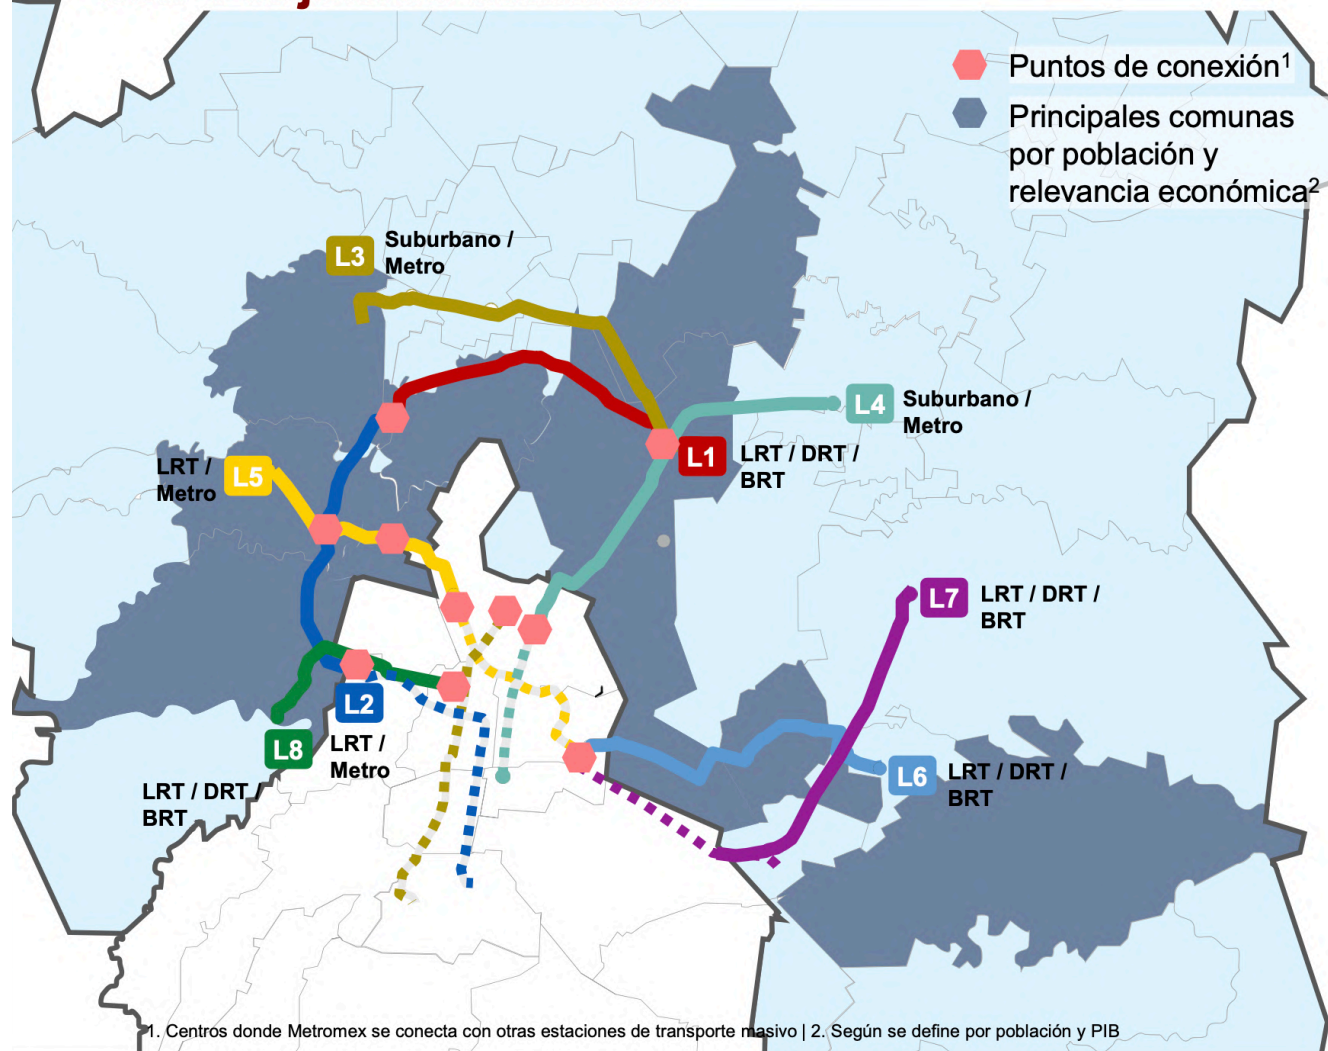 Puntos de conexión¹
Principales comunas
por población y
relevancia económica²
L3
Suburbano /
Metro
L4
Suburbano /
Metro
L1
LRT / DRT /
BRT
LRT /
Metro
L5
L7
LRT / DRT /
BRT
L2
LRT /
Metro
L8
LRT / DRT /
BRT
L6
LRT / DRT /
BRT
1. Centros donde Metromex se conecta con otras estaciones de transporte masivo | 2. Según se define por población y PIB